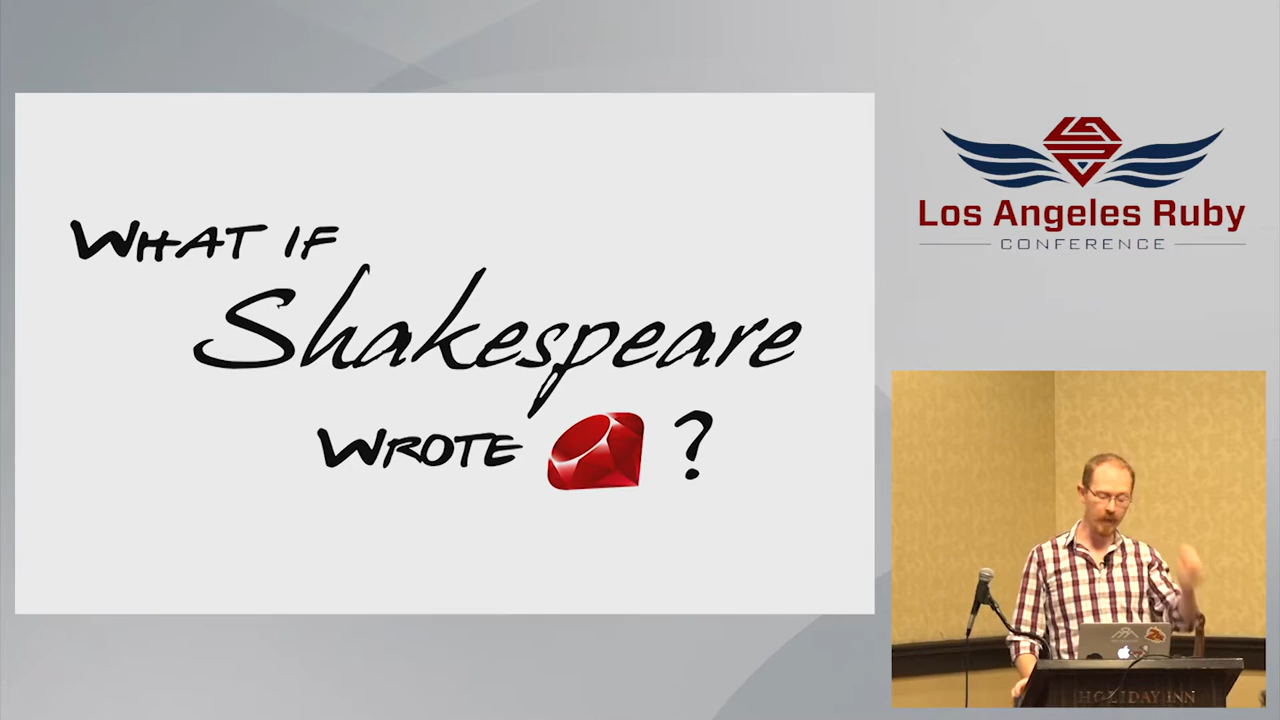 WHAT IF
Shakespeare
WROTE ?
Los Angeles Ruby
CONFERENCE
HOLIDAY INN